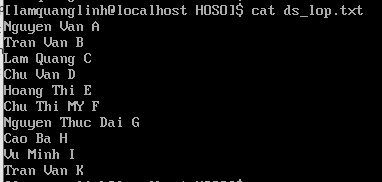 [lamquanglinh@localhost HOSO]$ cat ds_lop.txt
Nguyen Van A
Tran Van B
Lam Quang C
Chu Van D
Hoang Thi E
Chu Thi MY F
Nguyen Thuc Dai G
Cao Ba H
Vu Minh I
Tran Van K